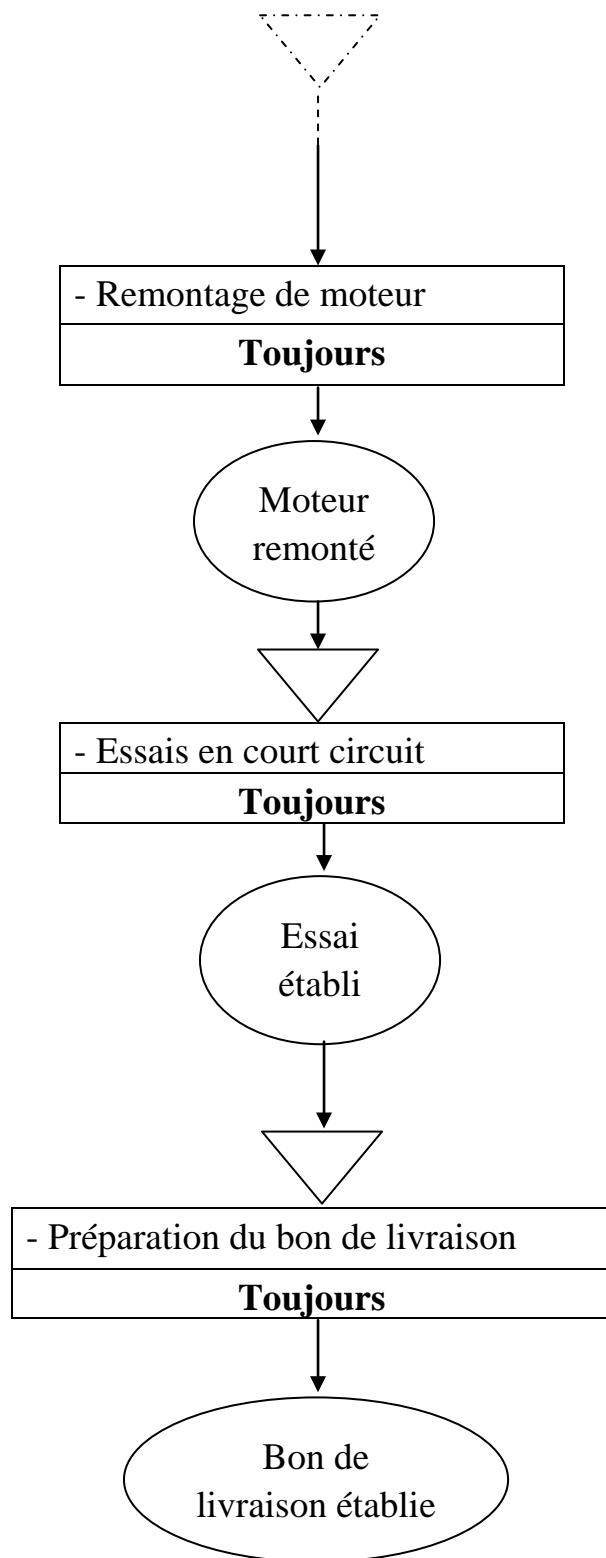 - Remontage de moteur
Toujours
Moteur
remonté
- Essais en court circuit
Toujours
Essai
établi
- Préparation du bon de livraison
Toujours
Bon de
livraison établie